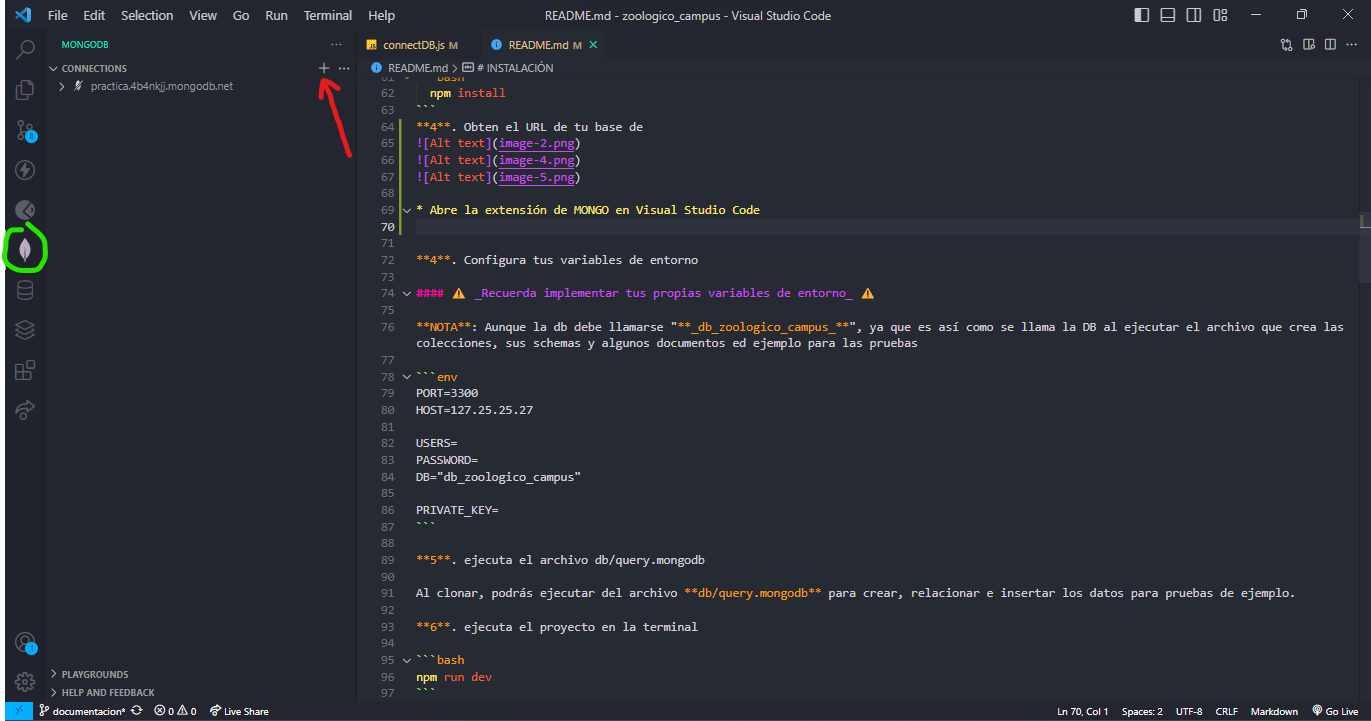 File Edit Selection View Go Run Terminal Help README.md - zoologico_campus - Visual Studio Code
MONGODB
CONNECTIONS
practica.4b4nkjj.mongodb.net
connectDB.js M README.md M
README.md > # INSTALACIÓN
61 ```bash
62 npm install
63 ```
64 **4**. Obten el URL de tu base de
65 ![Alt text](image-2.png)
66 ![Alt text](image-4.png)
67 ![Alt text](image-5.png)
68
69 * Abre la extensión de MONGO en Visual Studio Code
70
71
72 **4**. Configura tus variables de entorno
73
74 #### ⚠ _Recuerda implementar tus propias variables de entorno_ ⚠
75
76 **NOTA**: Aunque la db debe llamarse "**_db_zoologico_campus_**", ya que es así como se llama la DB al ejecutar el archivo que crea las
colecciones, sus schemas y algunos documentos ed ejemplo para las pruebas
77
78 ```env
79 PORT=3300
80 HOST=127.25.25.27
81
82 USERS=
83 PASSWORD=
84 DB="db_zoologico_campus"
85
86 PRIVATE_KEY=
87 ```
88
89 **5**. ejecuta el archivo db/query.mongodb
90
91 Al clonar, podrás ejecutar del archivo **db/query.mongodb** para crear, relacionar e insertar los datos para pruebas de ejemplo.
92
93 **6**. ejecuta el proyecto en la terminal
94
95 ```bash
96 npm run dev
97 ```
8
1
PLAYGROUNDS
HELP AND FEEDBACK
documentacion* 0 0 Live Share Ln 70, Col 1 Spaces: 2 UTF-8 CRLF Markdown Go Live